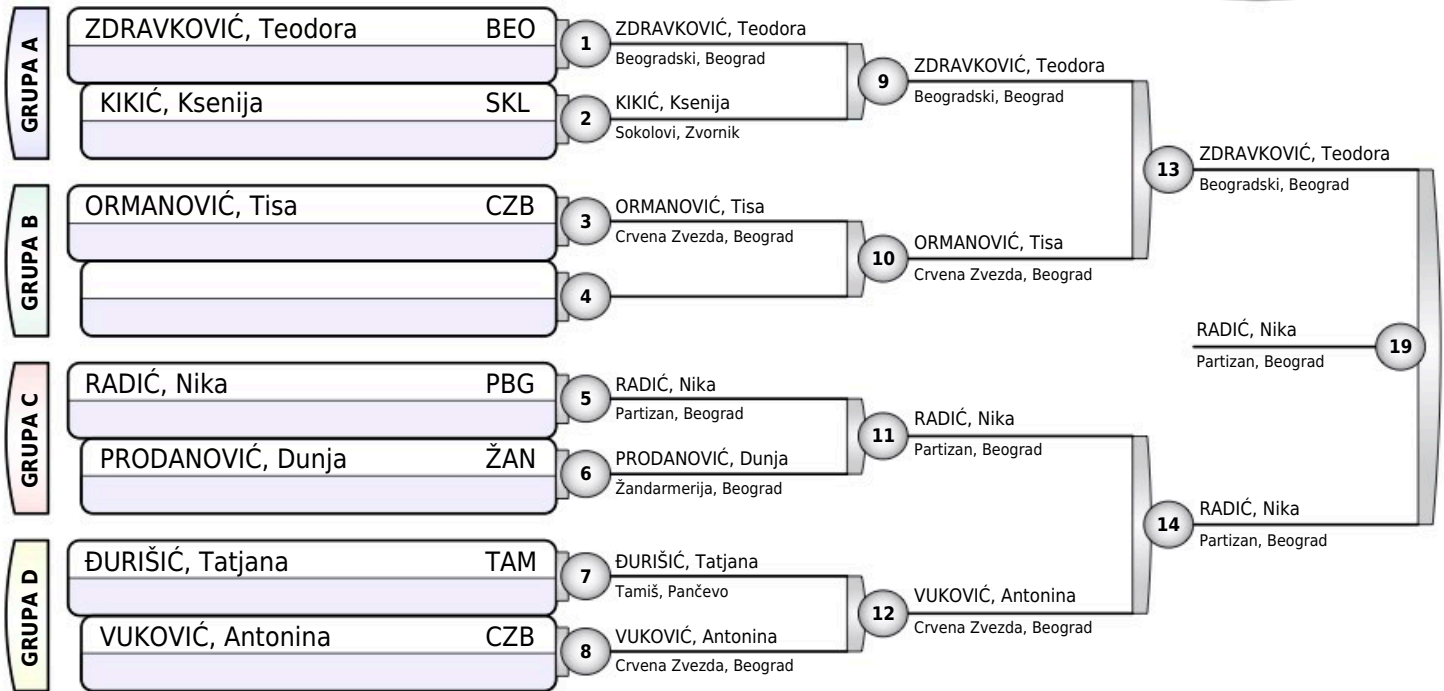 GRUPA A
ZDRAVKOVIĆ, Teodora BEO
KIKIĆ, Ksenija SKL
1
ZDRAVKOVIĆ, Teodora
Beogradski, Beograd
2
KIKIĆ, Ksenija
Sokolovi, Zvornik
9
ZDRAVKOVIĆ, Teodora
Beogradski, Beograd
GRUPA B
ORMANOVIĆ, Tisa CZB
3
ORMANOVIĆ, Tisa
Crvena Zvezda, Beograd
4
10
ORMANOVIĆ, Tisa
Crvena Zvezda, Beograd
13
ZDRAVKOVIĆ, Teodora
Beogradski, Beograd
GRUPA C
RADIĆ, Nika PBG
PRODANOVIĆ, Dunja ŽAN
5
RADIĆ, Nika
Partizan, Beograd
6
PRODANOVIĆ, Dunja
Žandarmerija, Beograd
11
RADIĆ, Nika
Partizan, Beograd
GRUPA D
ĐURIŠIĆ, Tatjana TAM
VUKOVIĆ, Antonina CZB
7
ĐURIŠIĆ, Tatjana
Tamiš, Pančevo
8
VUKOVIĆ, Antonina
Crvena Zvezda, Beograd
12
VUKOVIĆ, Antonina
Crvena Zvezda, Beograd
14
RADIĆ, Nika
Partizan, Beograd
RADIĆ, Nika
Partizan, Beograd
19